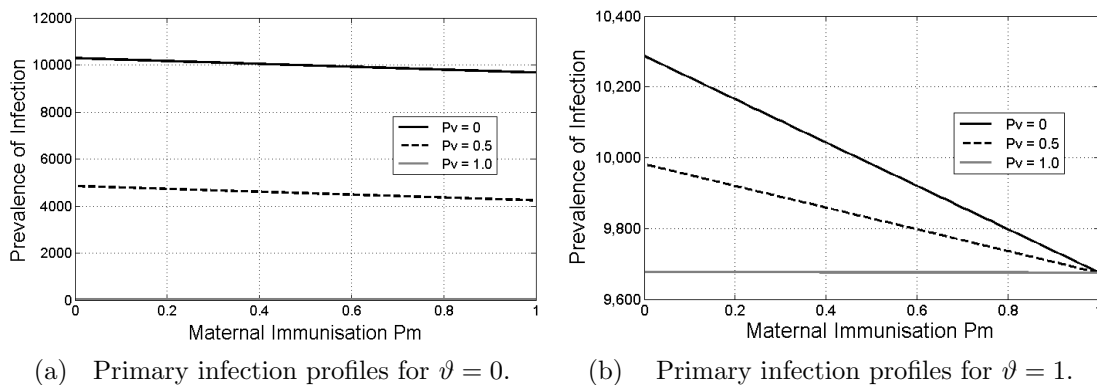 12000
10000
8000
6000
4000
2000
0
Prevalence of Infection
Pv = 0
Pv = 0.5
Pv = 1.0
0 0.2 0.4 0.6 0.8 1
Maternal Immunisation Pm
(a) Primary infection profiles for ϑ = 0.
10,400
10,200
10,000
9,800
9,600
Prevalence of Infection
Pv = 0
Pv = 0.5
Pv = 1.0
0 0.2 0.4 0.6 0.8 1
Maternal Immunisation Pm
(b) Primary infection profiles for ϑ = 1.